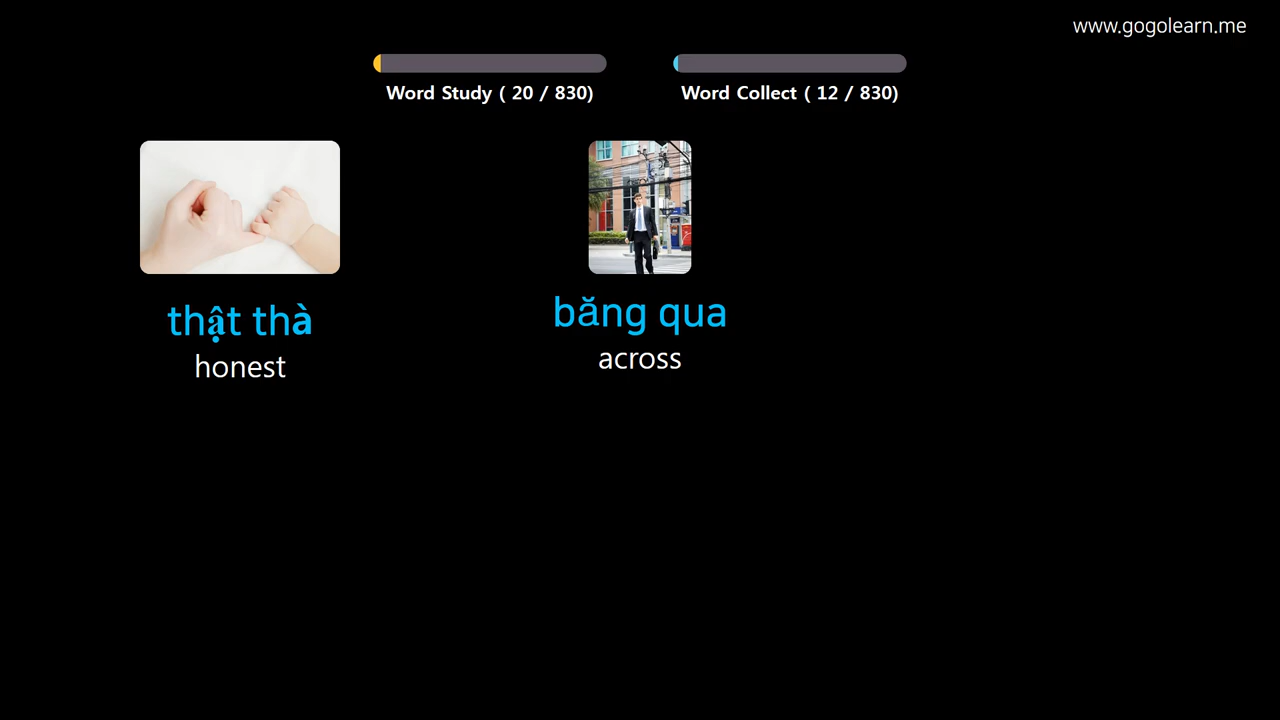 www.gogolearn.me
Word Study ( 20 / 830)
Word Collect ( 12 / 830)
thật thà
honest
băng qua
across